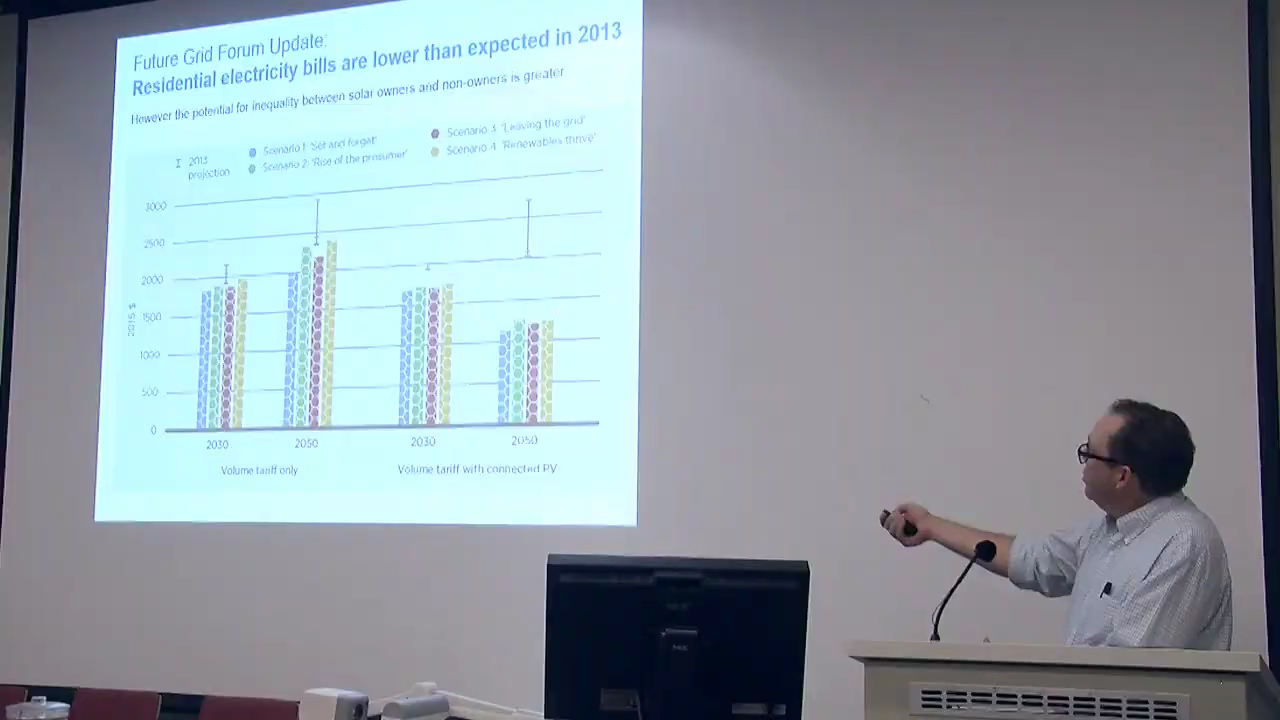 Future Grid Forum Update:
Residential electricity bills are lower than expected in 2013
However the potential for inequality between solar owners and non-owners is greater
2013 projection
Scenario 1 'Set and forget'
Scenario 2 'Rise of the prosumer'
Scenario 3 'Leaving the grid'
Scenario 4 'Renewables thrive'
3000
2500
2000
1500
1000
500
0
2015 $
2030 2050 2030 2050
Volume tariff only Volume tariff with connected PV
NEC